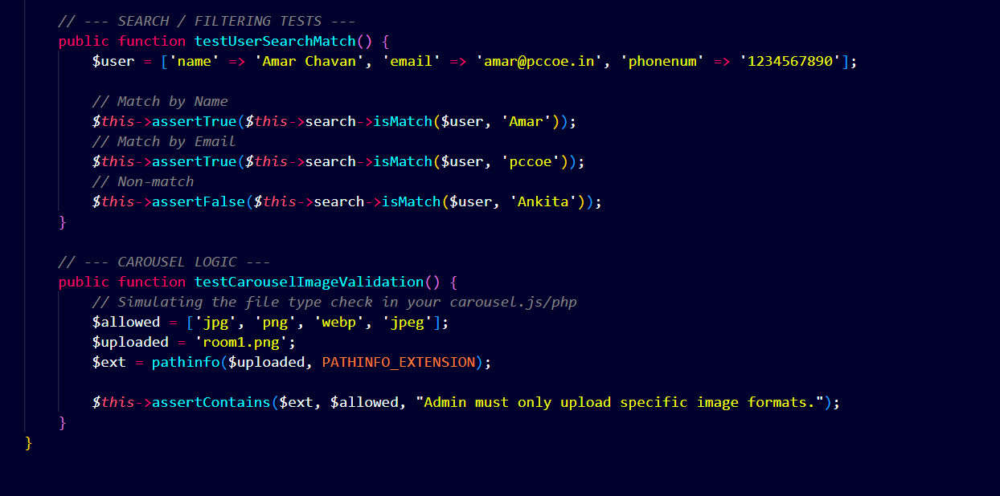 // --- SEARCH / FILTERING TESTS ---
public function testUserSearchMatch() {
$user = ['name' => 'Amar Chavan', 'email' => 'amar@pccoe.in', 'phonenum' => '1234567890'];
// Match by Name
$this->assertTrue($this->search->isMatch($user, 'Amar'));
// Match by Email
$this->assertTrue($this->search->isMatch($user, 'pccoe'));
// Non-match
$this->assertFalse($this->search->isMatch($user, 'Ankita'));
}
// --- CAROUSEL LOGIC ---
public function testCarouselImageValidation() {
// Simulating the file type check in your carousel.js/php
$allowed = ['jpg', 'png', 'webp', 'jpeg'];
$uploaded = 'room1.png';
$ext = pathinfo($uploaded, PATHINFO_EXTENSION);
$this->assertContains($ext, $allowed, "Admin must only upload specific image formats.");
}
}